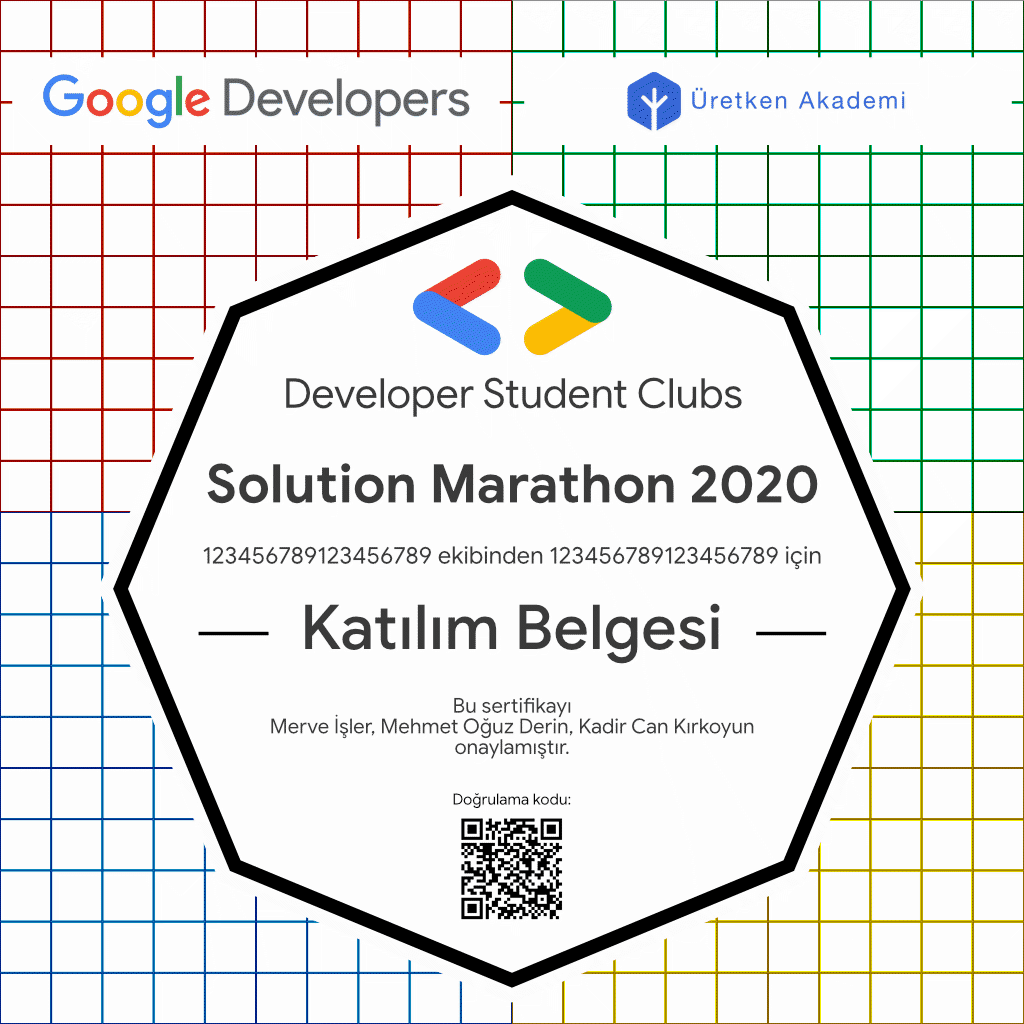 Google Developers
Üretken Akademi
Developer Student Clubs
Solution Marathon 2020
123456789123456789 ekibinden 123456789123456789 için
Katılım Belgesi
Bu sertifikayı
Merve İşler, Mehmet Oğuz Derin, Kadir Can Kırkoyun
onaylamıştır.
Doğrulama kodu: